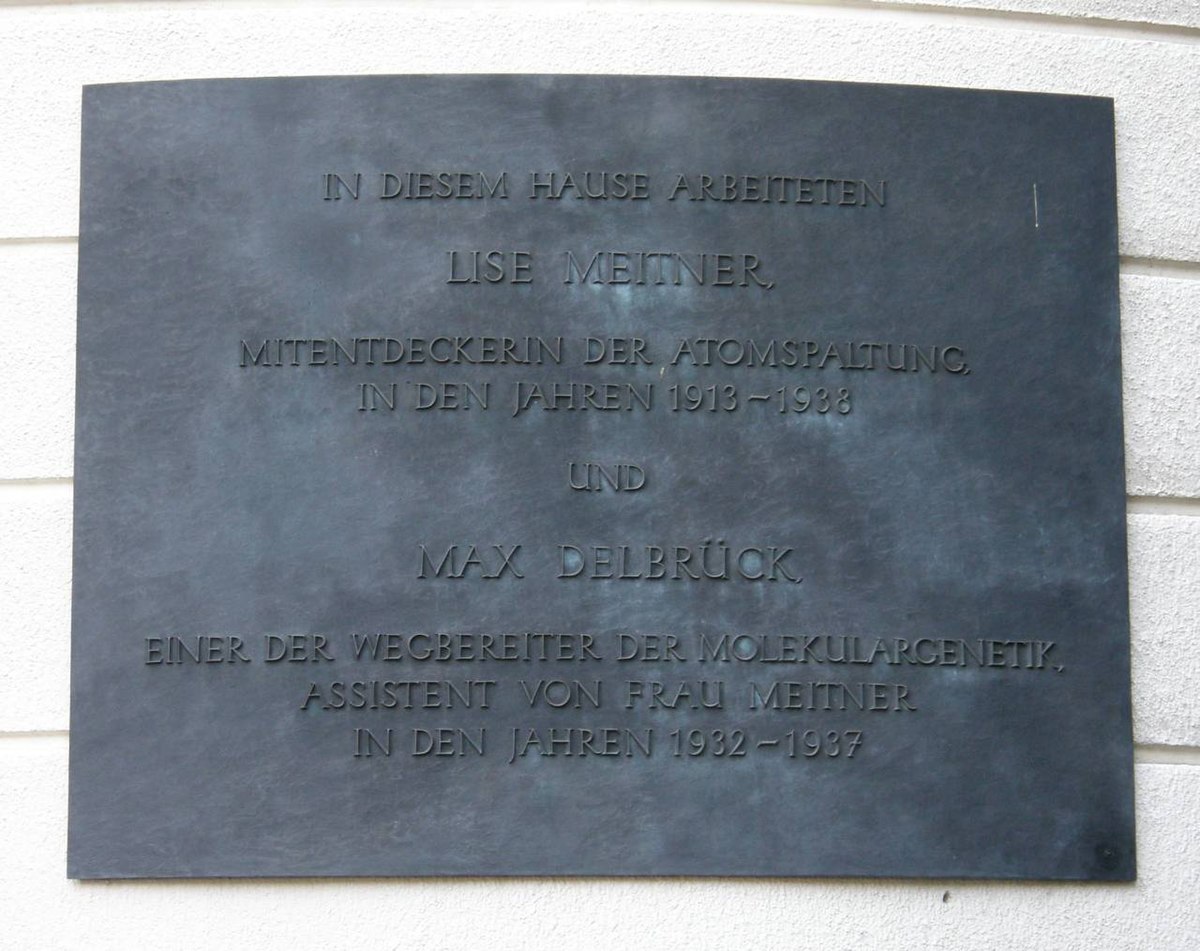 IN DIESEM HAUSE ARBEITETEN
LISE MEITNER,
MITENTDECKERIN DER ATOMSPALTUNG,
IN DEN JAHREN 1913-1938
UND
MAX DELBRÜCK,
EINER DER WEGBEREITER DER MOLEKULARGENETIK,
ASSISTENT VON FRAU MEITNER
IN DEN JAHREN 1932-1937